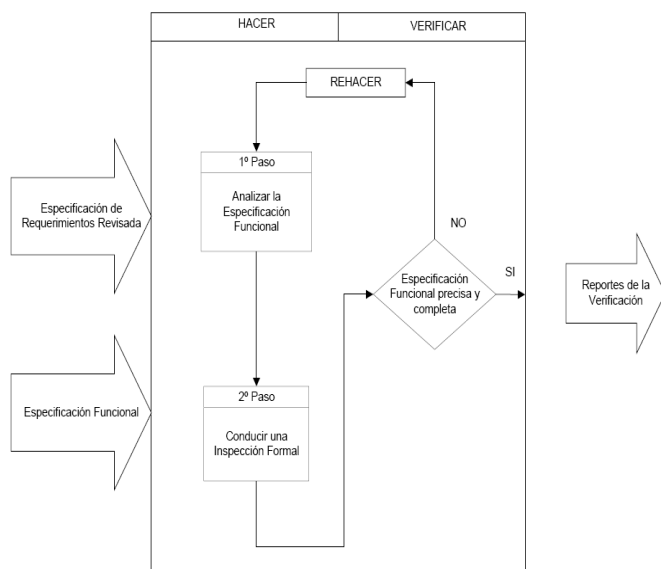 HACER
VERIFICAR
REHACER
1º Paso
Analizar la
Especificación
Funcional
Especificación de
Requerimientos Revisada
NO
SI
Especificación
Funcional precisa y
completa
Reportes de la
Verificación
2º Paso
Conducir una
Inspección Formal
Especificación Funcional